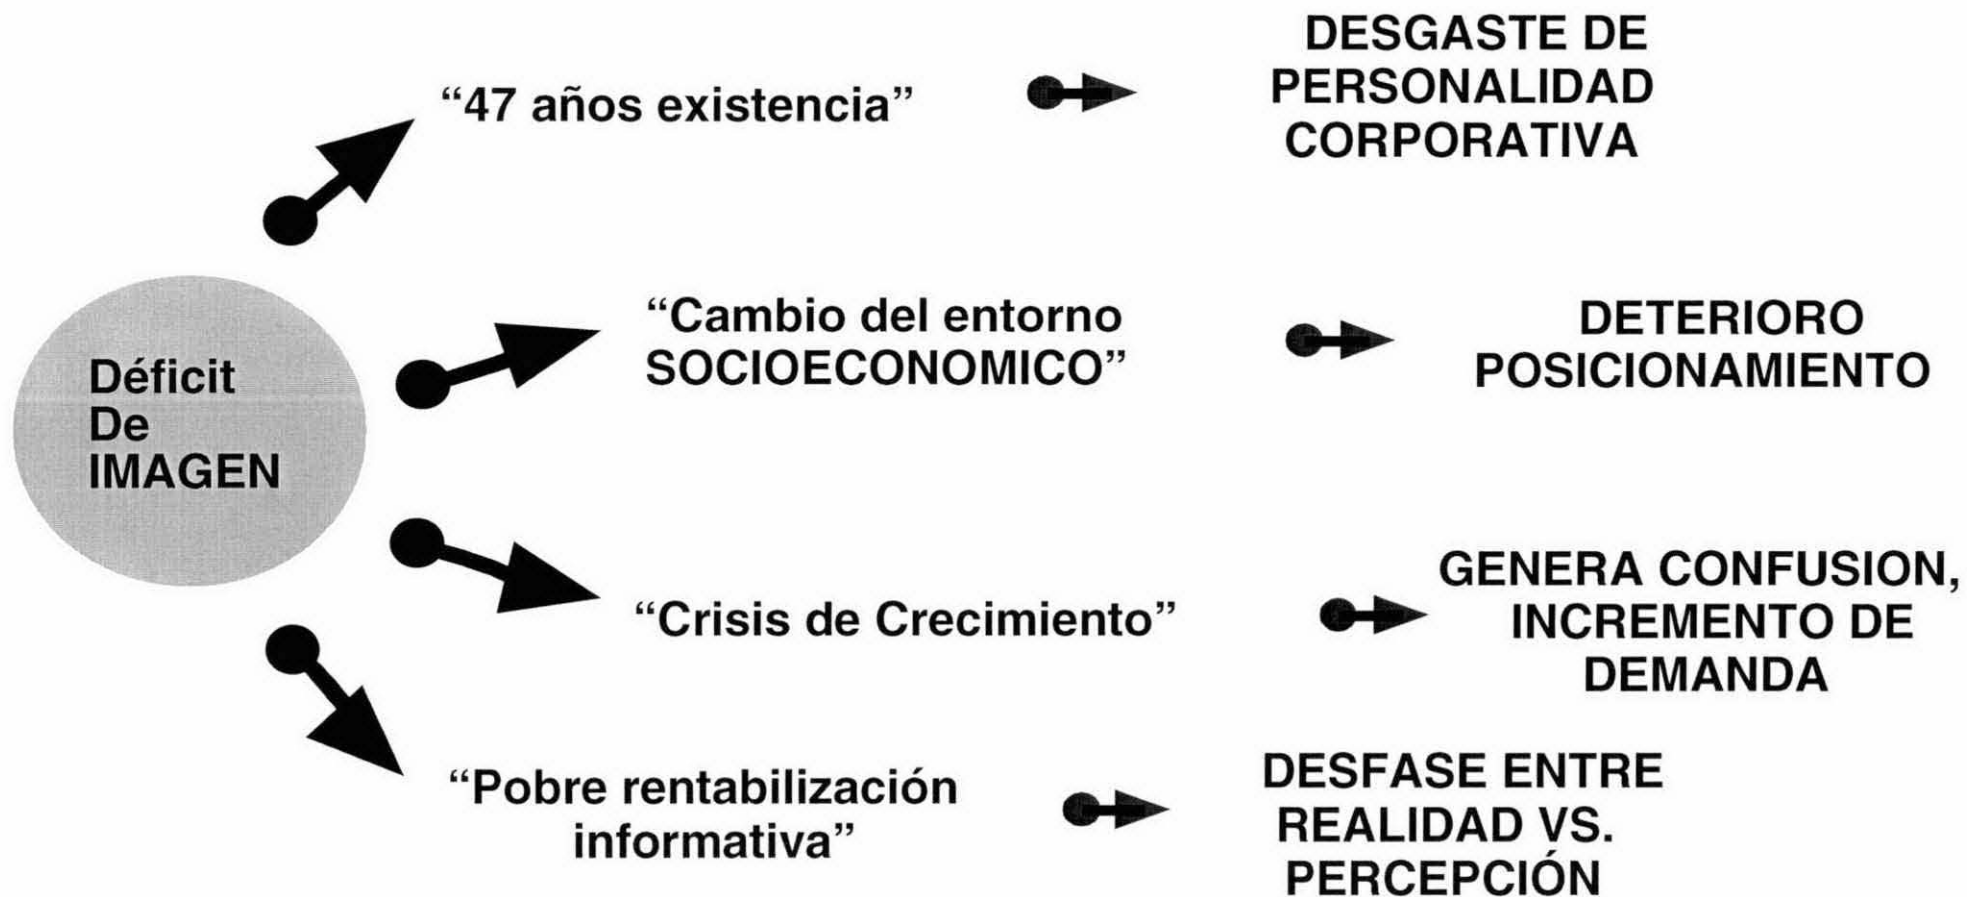 Déficit
De
IMAGEN
“47 años existencia”
DESGASTE DE
PERSONALIDAD
CORPORATIVA
“Cambio del entorno
SOCIOECONOMICO”
DETERIORO
POSICIONAMIENTO
“Crisis de Crecimiento”
GENERA CONFUSION,
INCREMENTO DE
DEMANDA
“Pobre rentabilización
informativa”
DESFASE ENTRE
REALIDAD VS.
PERCEPCIÓN